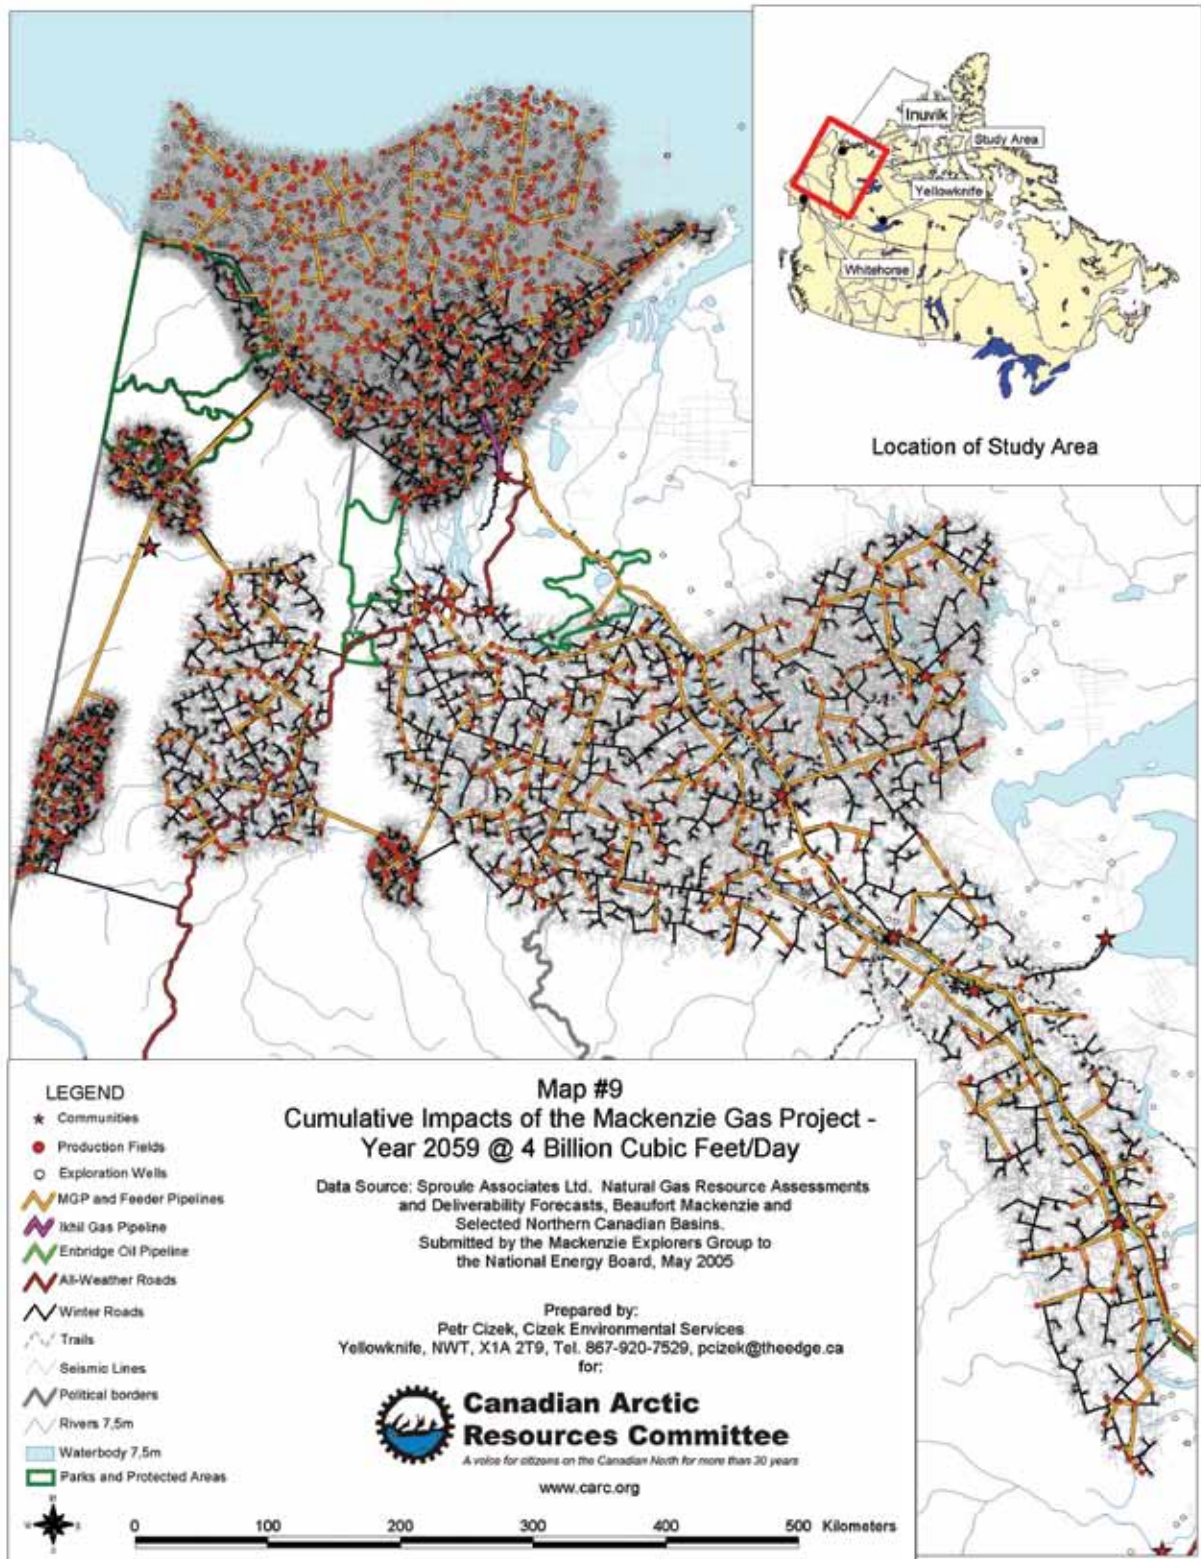 Inuvik
Study Area
Yellowknife
Whitehorse
Location of Study Area
LEGEND
Communities
Production Fields
Exploration Wells
MGP and Feeder Pipelines
Ikhil Gas Pipeline
Enbridge Oil Pipeline
All-Weather Roads
Winter Roads
Trails
Seismic Lines
Political borders
Rivers 7,5m
Waterbody 7,5m
Parks and Protected Areas
Map #9
Cumulative Impacts of the Mackenzie Gas Project -
Year 2059 @ 4 Billion Cubic Feet/Day
Data Source: Sproule Associates Ltd. Natural Gas Resource Assessments
and Deliverability Forecasts, Beaufort Mackenzie and
Selected Northern Canadian Basins.
Submitted by the Mackenzie Explorers Group to
the National Energy Board, May 2005
Prepared by:
Petr Cizek, Cizek Environmental Services
Yellowknife, NWT, X1A 2T9, Tel. 867-920-7529, pcizek@theedge.ca
for:
Canadian Arctic
Resources Committee
A voice for citizens on the Canadian North for more than 30 years
www.carc.org
0 100 200 300 400 500 Kilometers